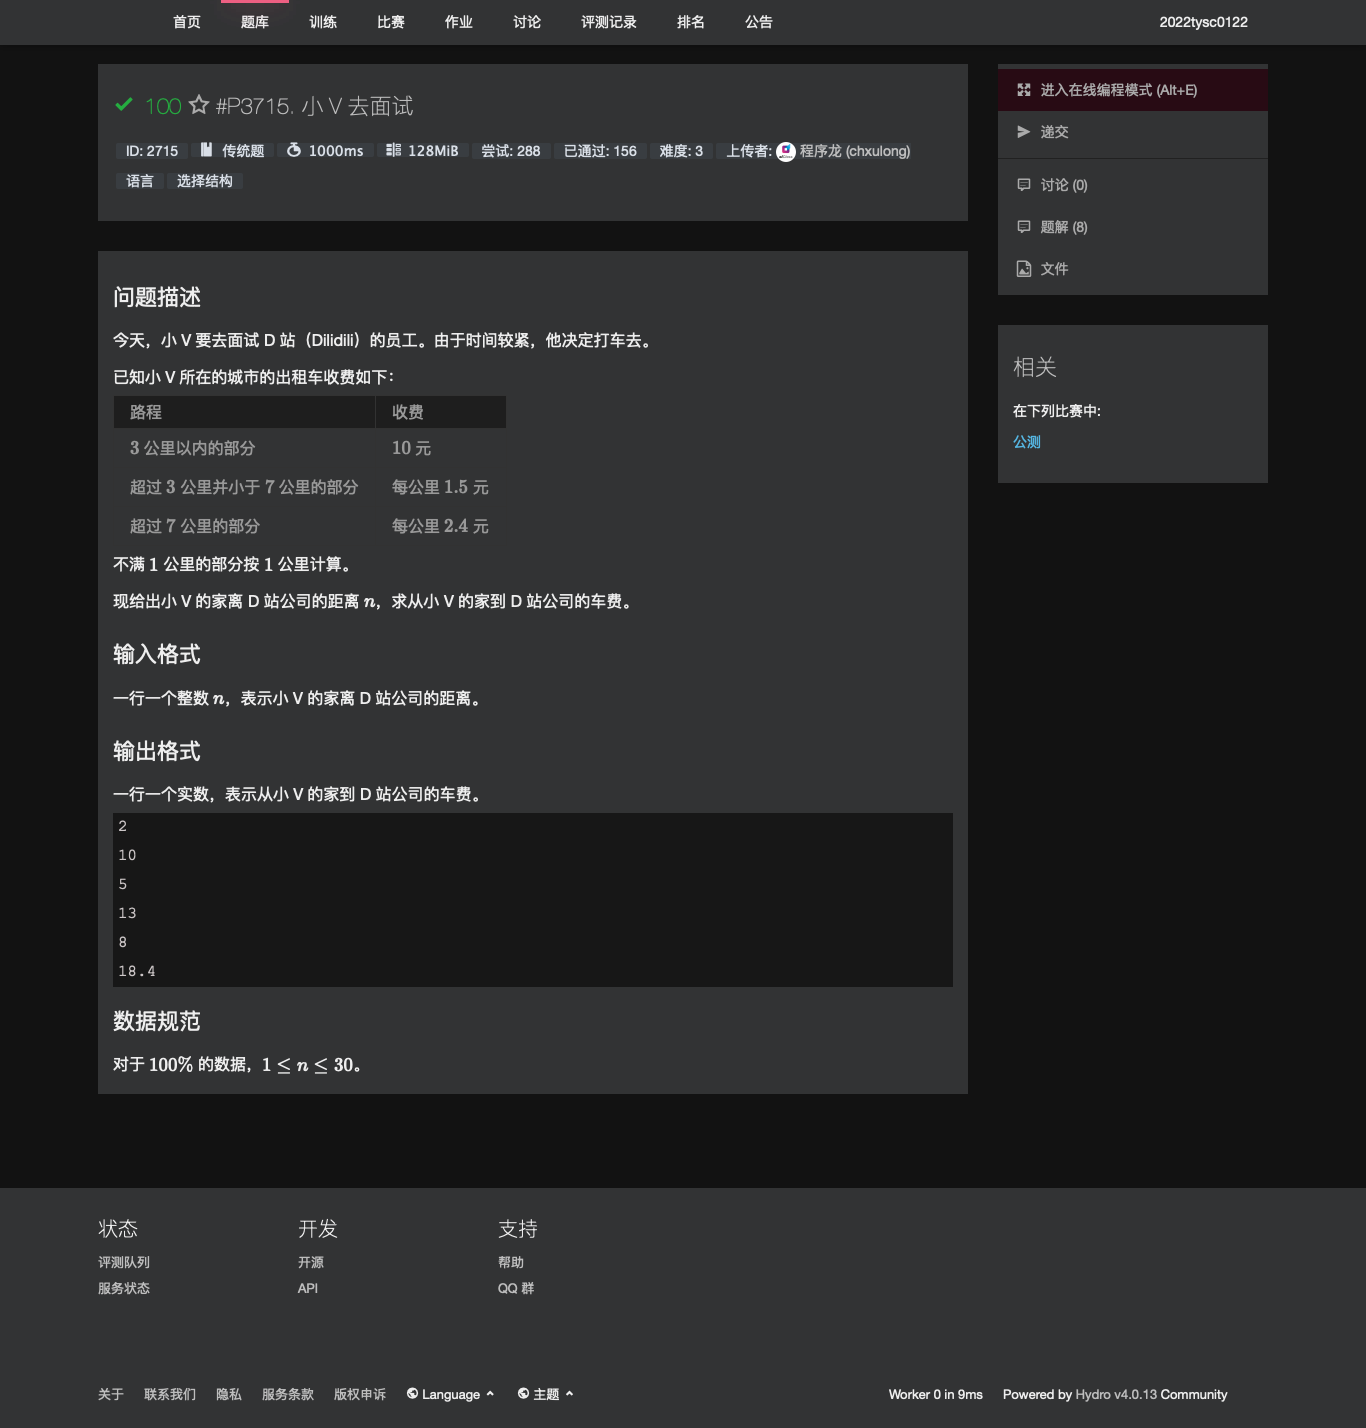 首页 题库 训练 比赛 作业 讨论 评测记录 排名 公告 2022tysc0122
100 #P3715. 小 V 去面试
ID: 2715 传统题 1000ms 128MiB 尝试: 288 已通过: 156 难度: 3 上传者: 程序龙 (chxulong)
语言 选择结构
进入在线编程模式 (Alt+E)
递交
讨论 (0)
题解 (8)
文件
相关
在下列比赛中:
公测
问题描述
今天，小 V 要去面试 D 站（Dilidili）的员工。由于时间较紧，他决定打车去。
已知小 V 所在的城市的出租车收费如下：
路程 收费
3 公里以内的部分 10 元
超过 3 公里并小于 7 公里的部分 每公里 1.5 元
超过 7 公里的部分 每公里 2.4 元
不满 1 公里的部分按 1 公里计算。
现给出小 V 的家离 D 站公司的距离 n，求从小 V 的家到 D 站公司的车费。
输入格式
一行一个整数 n，表示小 V 的家离 D 站公司的距离。
输出格式
一行一个实数，表示从小 V 的家到 D 站公司的车费。
2
10
5
13
8
18.4
数据规范
对于 100% 的数据，1 ≤ n ≤ 30。
状态 开发 支持
评测队列 开源 帮助
服务状态 API QQ 群
关于 联系我们 隐私 服务条款 版权申诉 Language 主题 Worker 0 in 9ms Powered by Hydro v4.0.13 Community